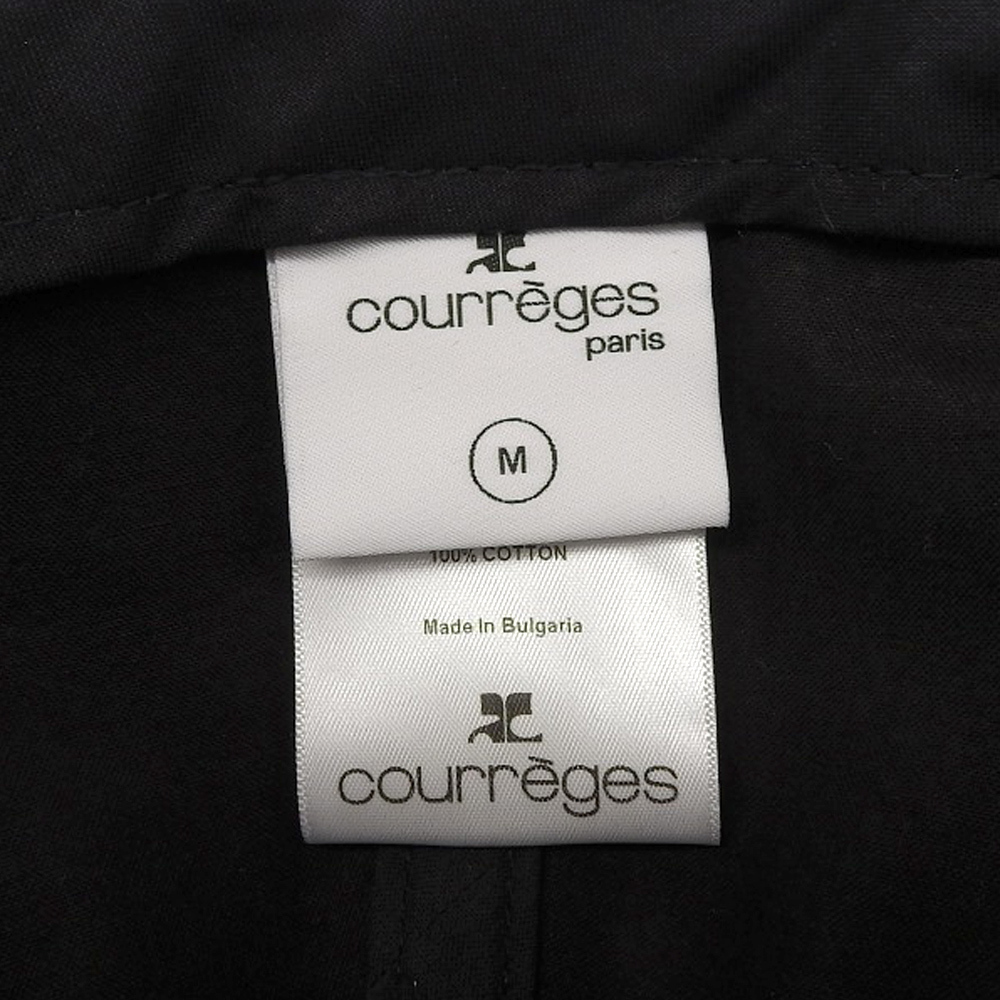 courrèges
paris
M
100% COTTON
Made In Bulgaria
courrèges